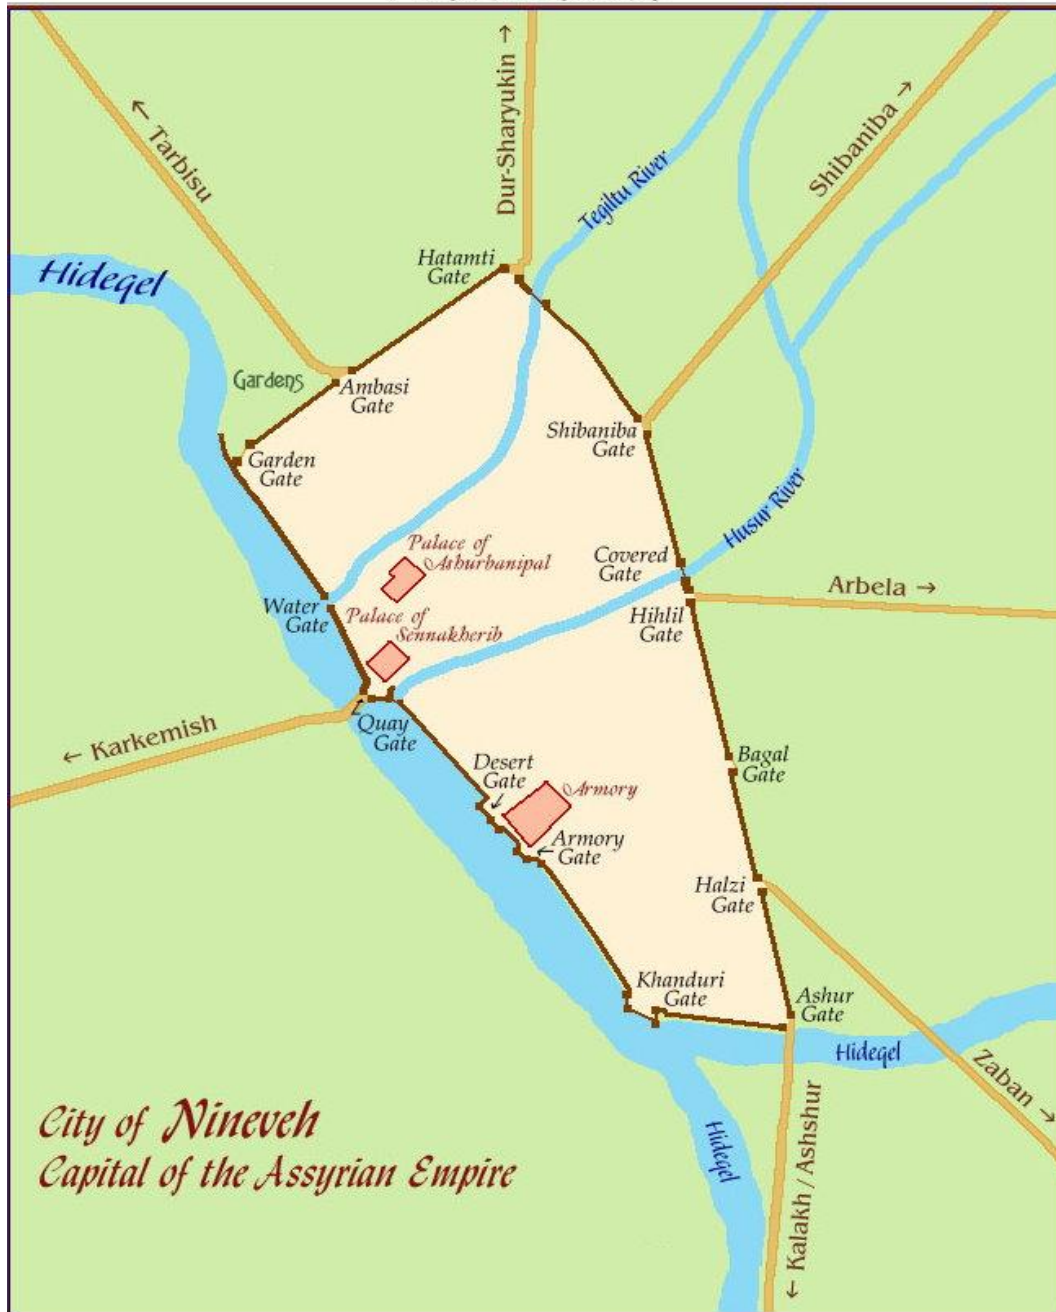 Dur-Sharyukin →
← Tarbisu
Shibaniba →
Tegiltu River
Hidegel
Hatamti
Gate
Gardens
Ambasi
Gate
Shibaniba
Gate
Garden
Gate
Husur River
Palace of
Ashurbanipal
Covered
Gate
Arbela →
Water
Gate
Palace of
Sennakherib
Hihlil
Gate
← Karkemish
Quay
Gate
Desert
Gate
Bagal
Gate
Armory
Armory
Gate
Halzi
Gate
Khanduri
Gate
Ashur
Gate
Hidegel
Zaban →
City of Nineveh
Capital of the Assyrian Empire
Hidegel
← Kalakh / Ashshur